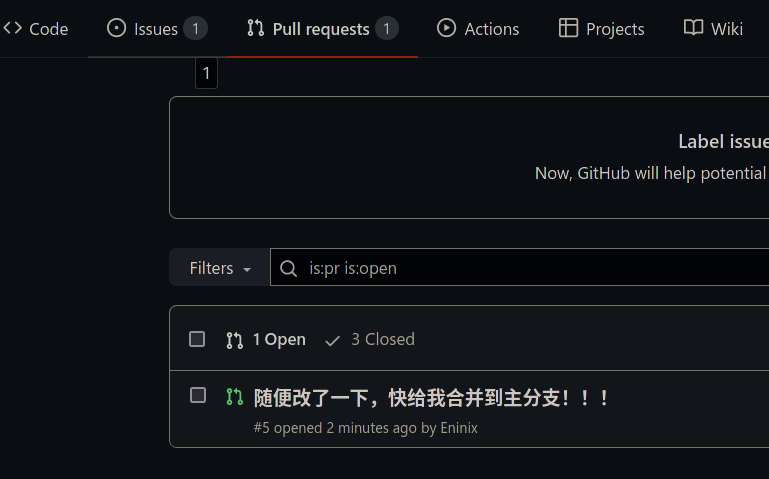 Code Issues 1 Pull requests 1 Actions Projects Wiki
1
Label issue
Now, GitHub will help potential
Filters is:pr is:open
1 Open 3 Closed
随便改了一下，快给我合并到主分支！！！
#5 opened 2 minutes ago by Eninix